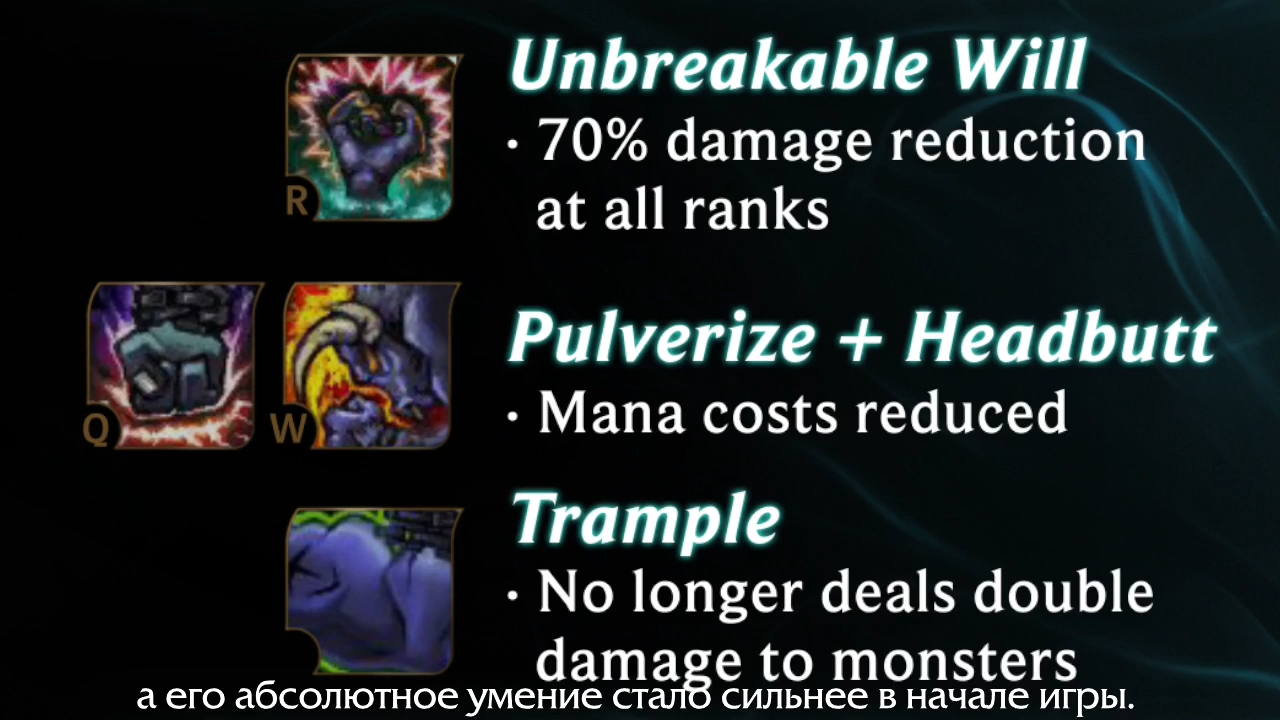 Unbreakable Will
· 70% damage reduction
at all ranks
R
Pulverize + Headbutt
· Mana costs reduced
Q
W
Trample
· No longer deals double
damage to monsters
а его абсолютное умение стало сильнее в начале игры.